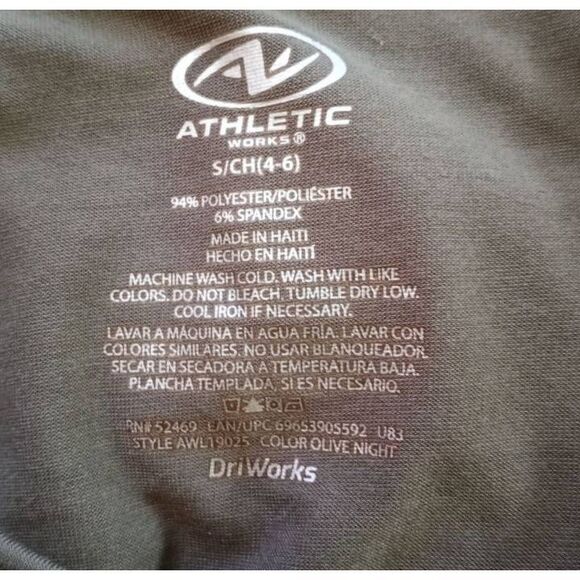 ATHLETIC
WORKS®
S/CH(4-6)
94% POLYESTER/POLIÉSTER
6% SPANDEX
MADE IN HAITI
HECHO EN HAITÍ
MACHINE WASH COLD. WASH WITH LIKE
COLORS. DO NOT BLEACH. TUMBLE DRY LOW.
COOL IRON IF NECESSARY.
LAVAR A MÁQUINA EN AGUA FRÍA. LAVAR CON
COLORES SIMILARES. NO USAR BLANQUEADOR.
SECAR EN SECADORA A TEMPERATURA BAJA.
PLANCHA TEMPLADA, SI ES NECESARIO.
RN# 52469 EAN/UPC 69653905592 U83
STYLE AWL19025 COLOR OLIVE NIGHT
DriWorks